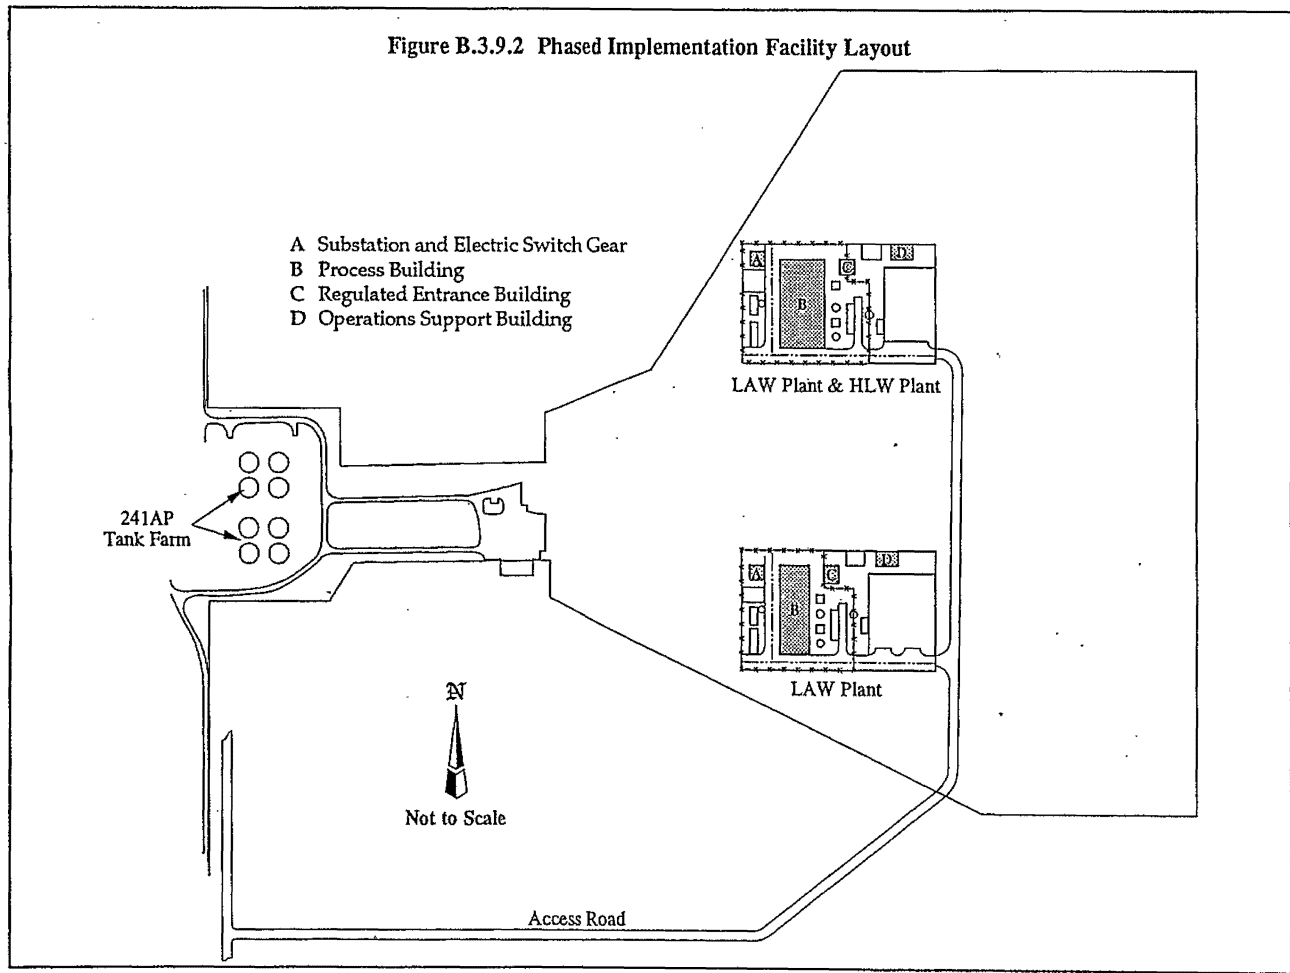 Figure B.3.9.2 Phased Implementation Facility Layout
A Substation and Electric Switch Gear
B Process Building
C Regulated Entrance Building
D Operations Support Building
A
B
C
D
LAW Plant & HLW Plant
241AP
Tank Farm
A
B
C
D
LAW Plant
N
Not to Scale
Access Road